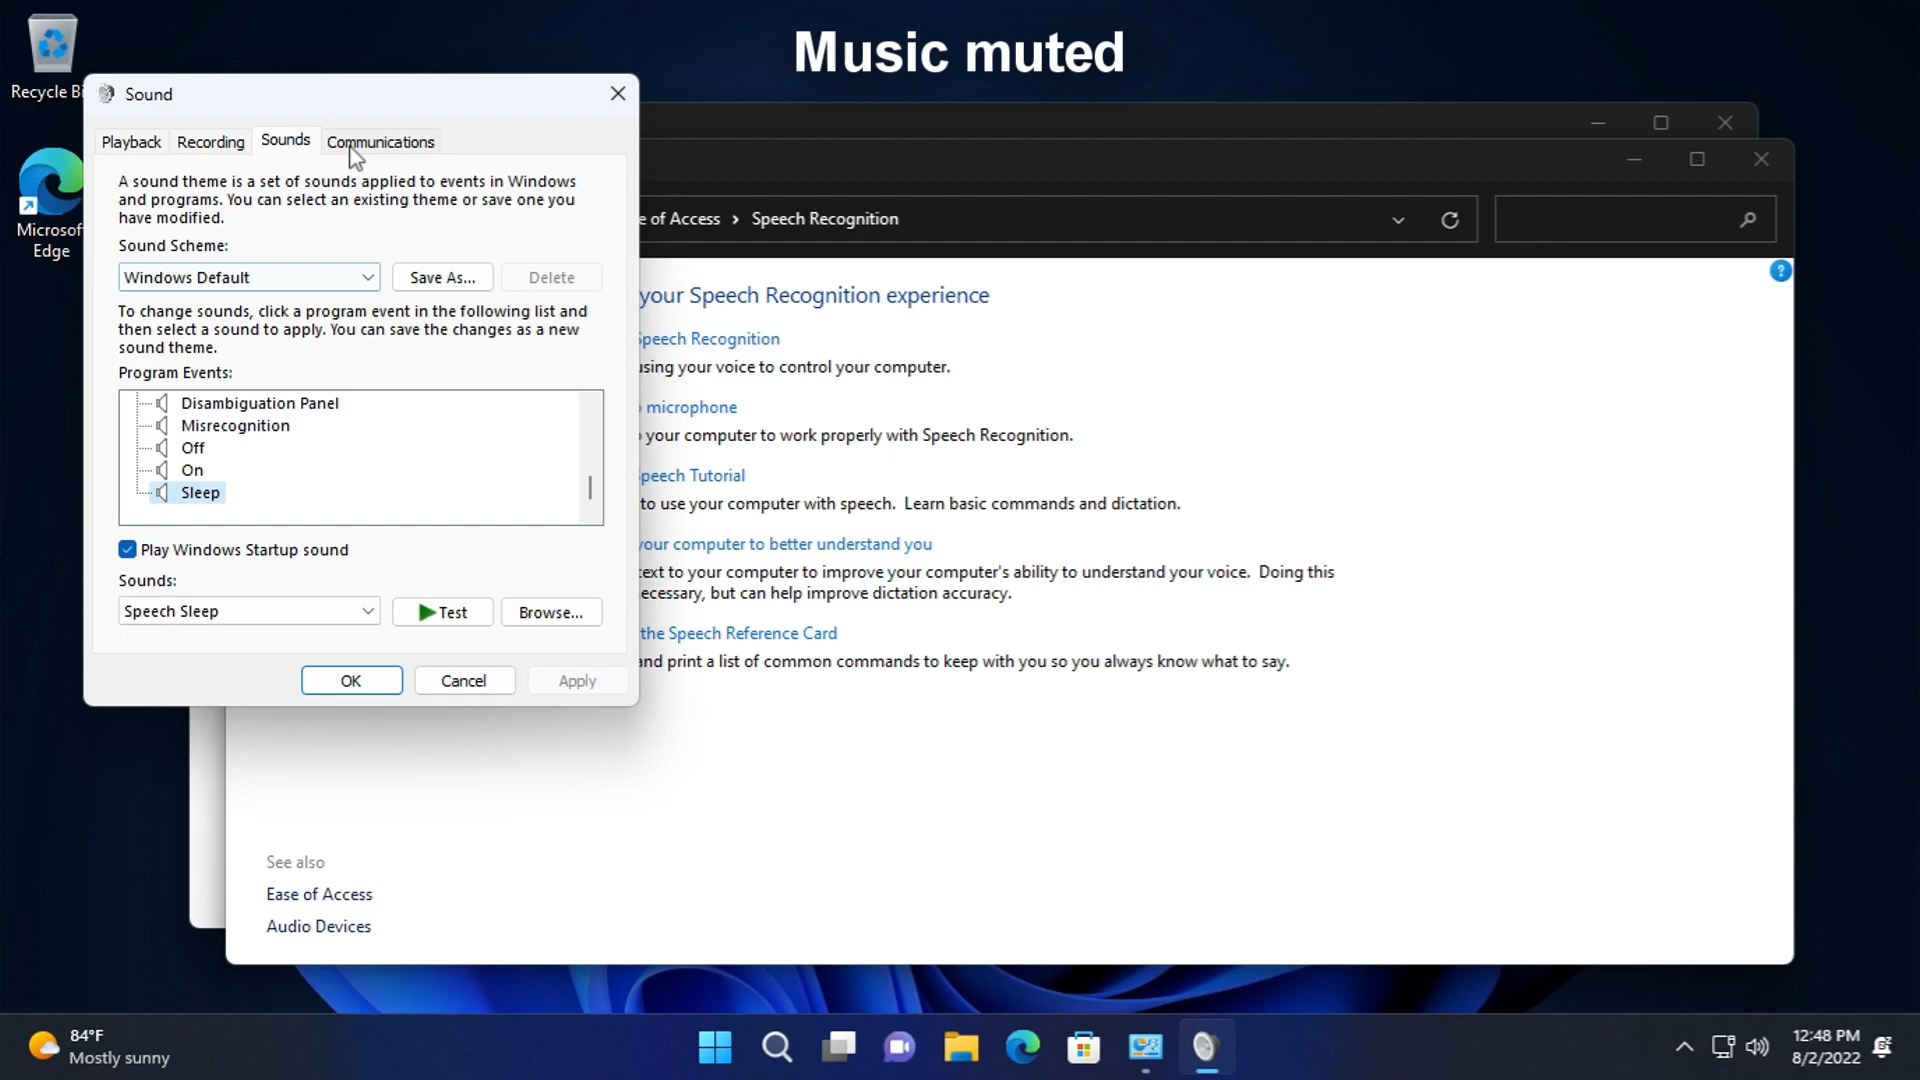 Music muted
Recycle Bi
Microsof
Edge
Sound
Playback
Recording
Sounds
Communications
A sound theme is a set of sounds applied to events in Windows
and programs. You can select an existing theme or save one you
have modified.
Sound Scheme:
Windows Default
Save As...
Delete
To change sounds, click a program event in the following list and
then select a sound to apply. You can save the changes as a new
sound theme.
Program Events:
Disambiguation Panel
Misrecognition
Off
On
Sleep
Play Windows Startup sound
Sounds:
Speech Sleep
Test
Browse...
OK
Cancel
Apply
e of Access > Speech Recognition
your Speech Recognition experience
Speech Recognition
using your voice to control your computer.
microphone
your computer to work properly with Speech Recognition.
Speech Tutorial
to use your computer with speech. Learn basic commands and dictation.
your computer to better understand you
text to your computer to improve your computer's ability to understand your voice. Doing this
ecessary, but can help improve dictation accuracy.
the Speech Reference Card
and print a list of common commands to keep with you so you always know what to say.
?
See also
Ease of Access
Audio Devices
84°F
Mostly sunny
12:48 PM
8/2/2022